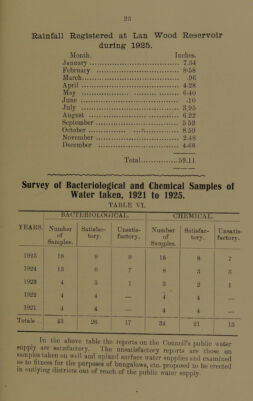 23
Rainfall Registered at Lan Wood Reservoir
during 1925.
Month. Inches.
January 7.34
February 8.58
March .96
April 4.28
May 6.40
June .10
July 3.95
August 6.22
September 5.52
October 8.59
November 2.48
December 4.68
Total 59.11
Survey of Bacteriological and Chemical Samples of
Water taken, 1921 to 1925.
TABLE VI.
BACTERIOLOGICAL. CHEMICAL.
YEARS. Number of Samples. Satisfactory. Unsatisfactory. Number of Samples. Satisfactory. Unsatisfactory.
1925 18 9 9 15 8 7
1924 13 6 7 8 3 5
1923 4 3 1 3 2 1
1922 4 4 — 4 4 —
1921 4 4 — 4 4 —
Totals 43 26 17 34 21 13
In the above table the reports on the Council's public water
supply are satisfactory. The unsatisfactory reports are those on
samples taken on well and upland surface water supplies and examined
as to fitness for the purposes of bungalows, etc. proposed to be erected
in outlying districts out of reach of the public water supply.